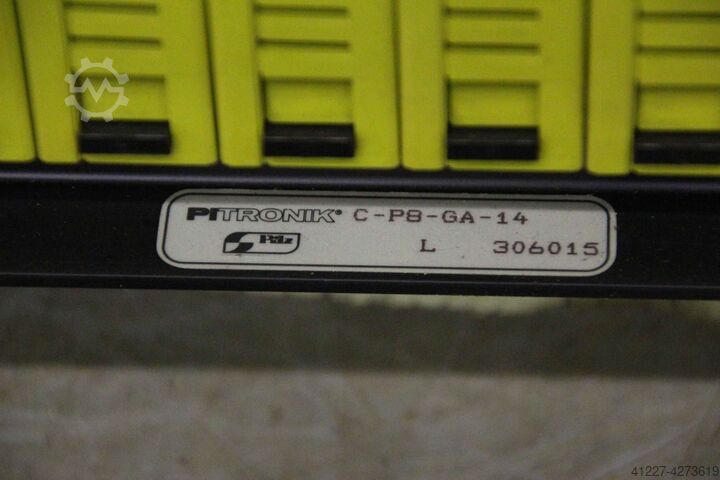 PITRONIK® C-P8-GA-14
Pilz L 306015
41227-4273619